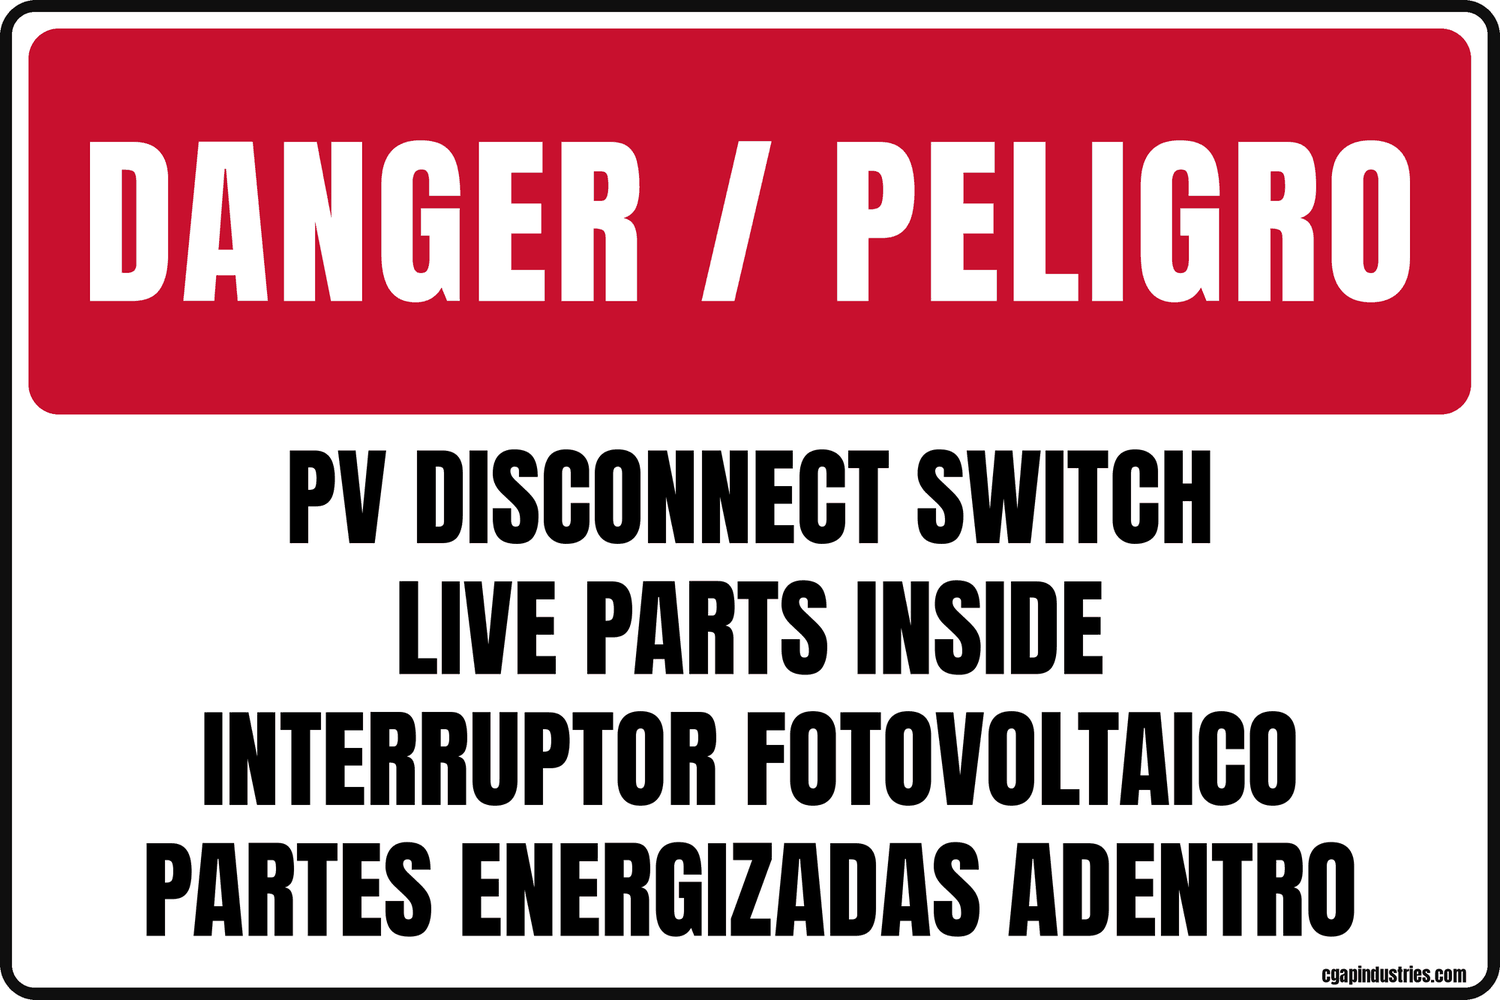 DANGER / PELIGRO
PV DISCONNECT SWITCH
LIVE PARTS INSIDE
INTERRUPTOR FOTOVOLTAICO
PARTES ENERGIZADAS ADENTRO
cgapindustries.com